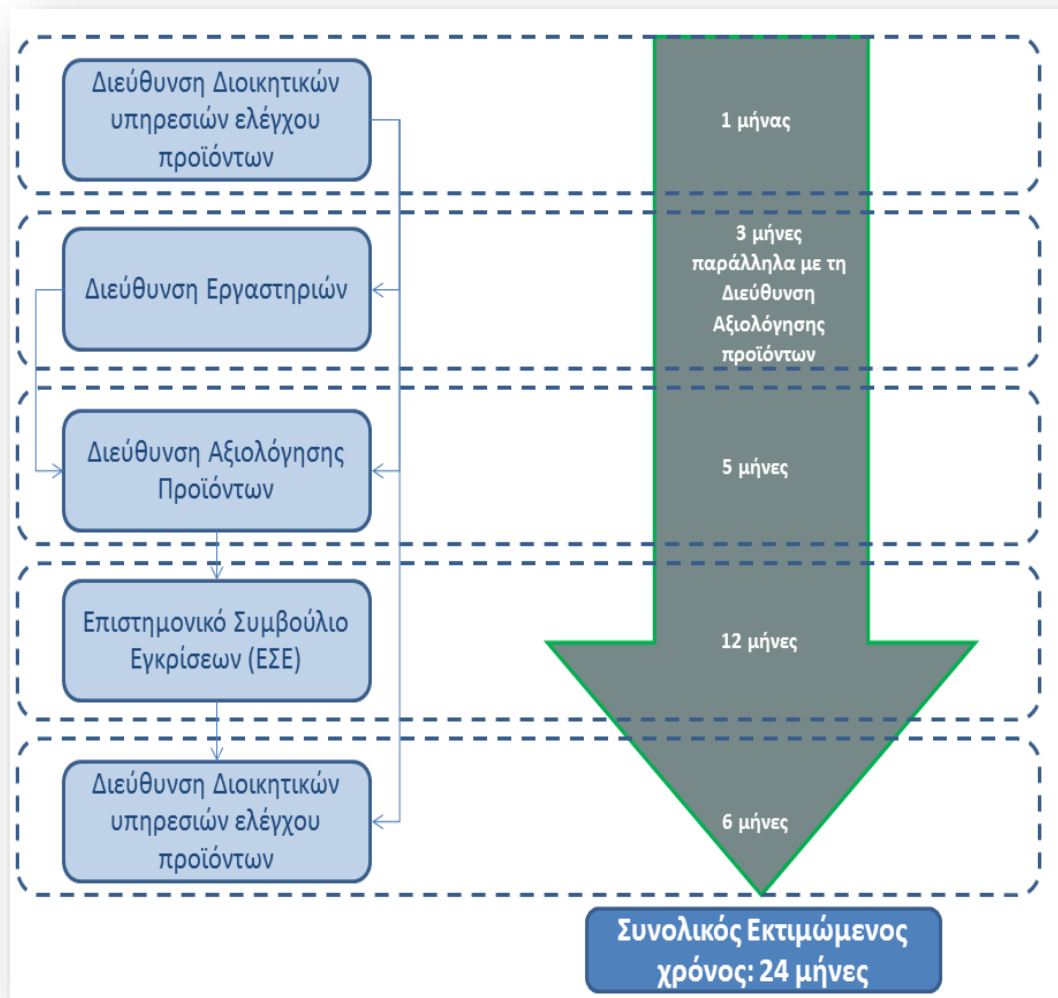 Διεύθυνση Διοικητικών
υπηρεσιών ελέγχου
προϊόντων
1 μήνας
Διεύθυνση Εργαστηριών
3 μήνες
παράλληλα με τη
Διεύθυνση
Αξιολόγησης
προϊόντων
Διεύθυνση Αξιολόγησης
Προϊόντων
5 μήνες
Επιστημονικό Συμβούλιο
Εγκρίσεων (ΕΣΕ)
12 μήνες
Διεύθυνση Διοικητικών
υπηρεσιών ελέγχου
προϊόντων
6 μήνες
Συνολικός Εκτιμώμενος
χρόνος: 24 μήνες